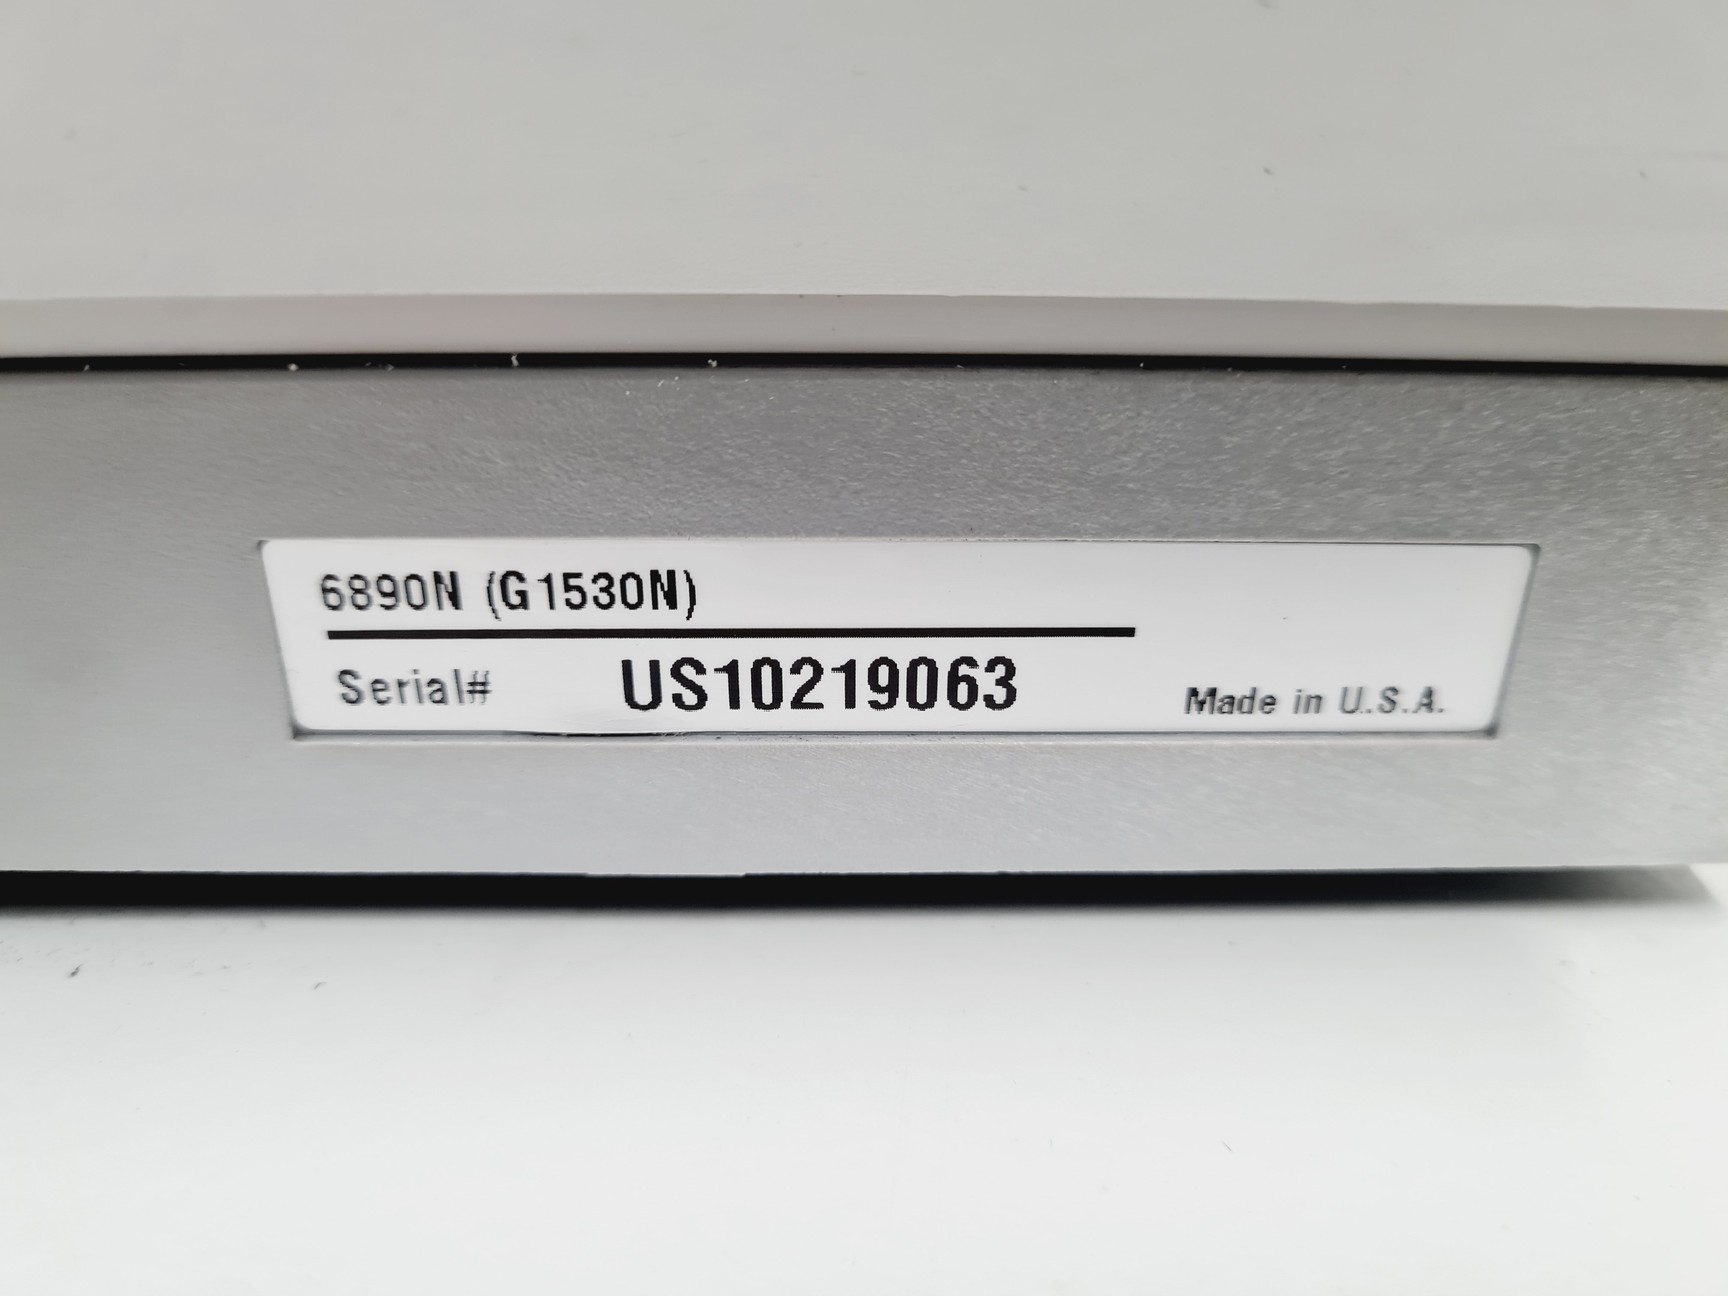 6890N (G1530N)
Serial# US10219063
Made in U.S.A.